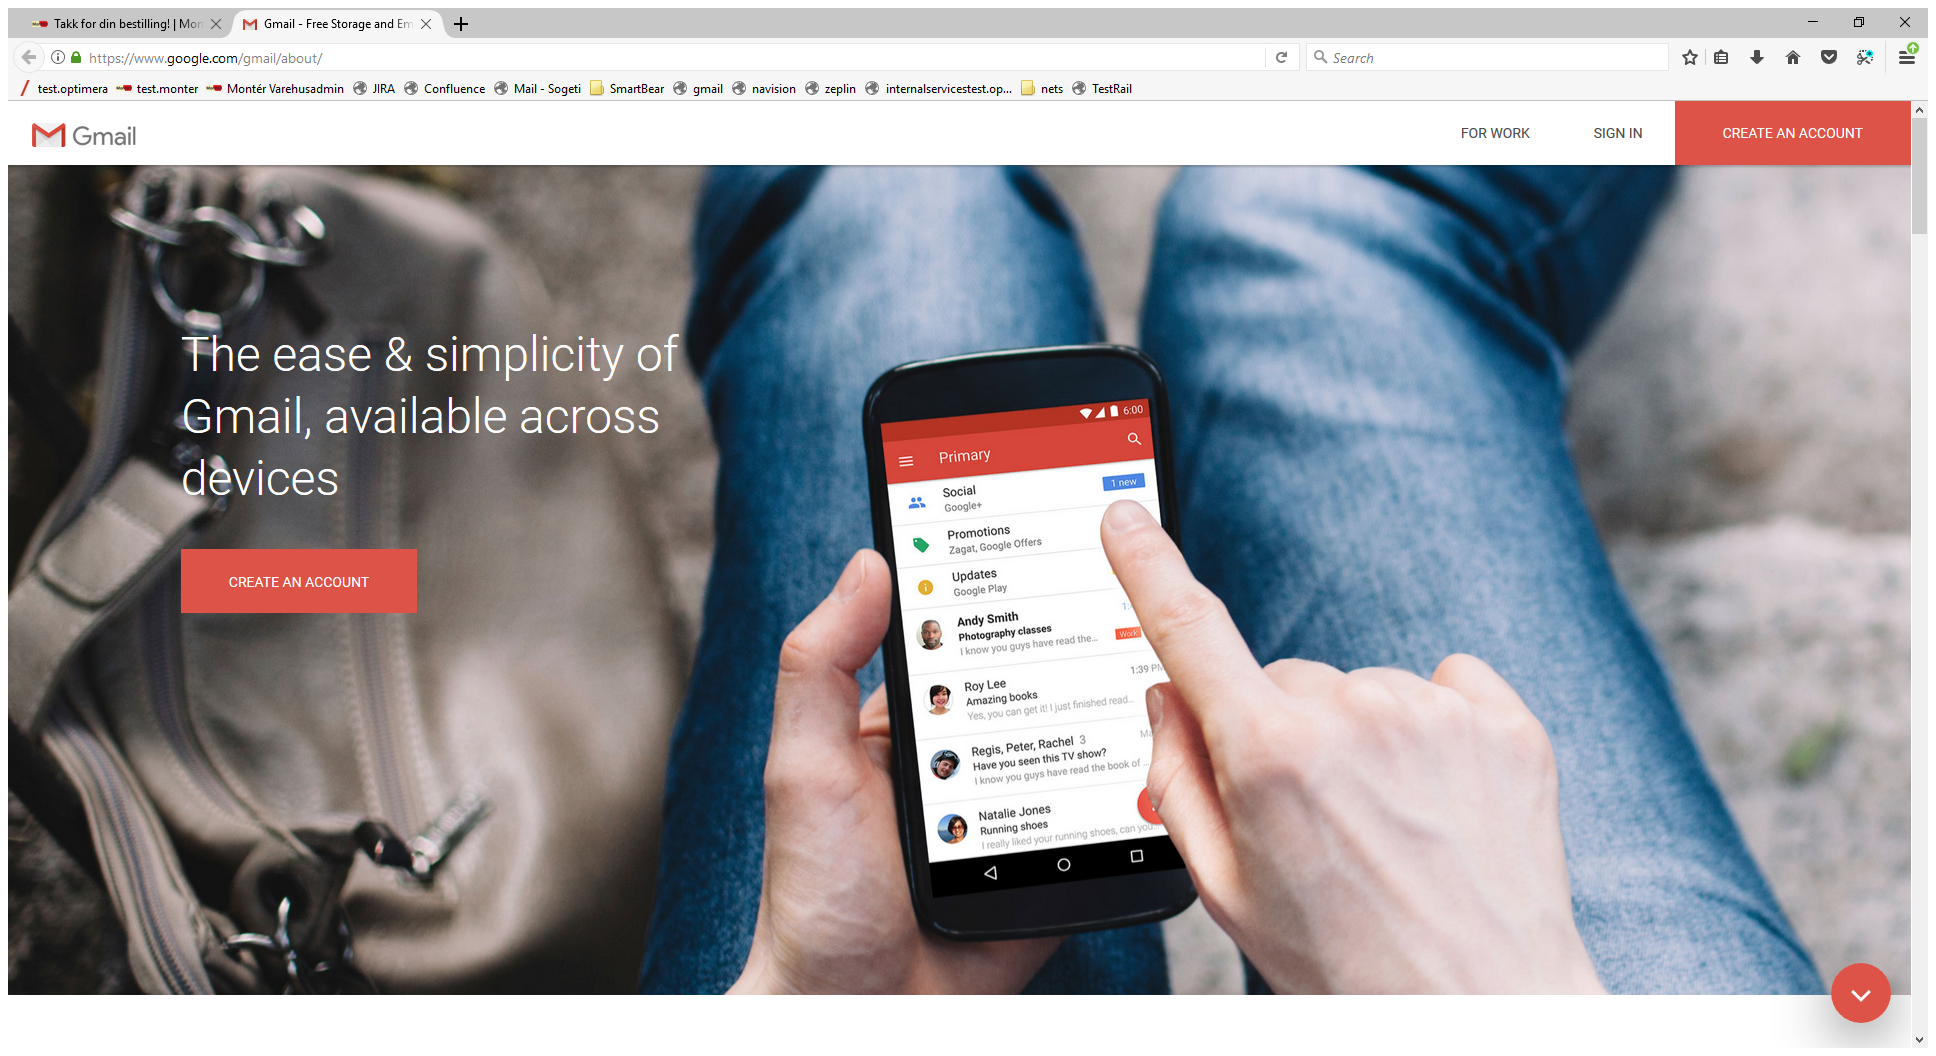 Takk for din bestilling! | Mon
Gmail - Free Storage and Em
https://www.google.com/gmail/about/
Search
test.optimera
test.monter
Montér Varehusadmin
JIRA
Confluence
Mail - Sogeti
SmartBear
gmail
navision
zeplin
internalservicestest.op...
nets
TestRail
Gmail
FOR WORK
SIGN IN
CREATE AN ACCOUNT
The ease & simplicity of
Gmail, available across
devices
CREATE AN ACCOUNT
6:00
Primary
Social
1 new
Google+
Promotions
Zagat, Google Offers
Updates
Google Play
Andy Smith
Photography classes
I know you guys have read the...
Work
Roy Lee
1:39 PM
Amazing books
Yes, you can get it! I just finished read...
Regis, Peter, Rachel 3
Have you seen this TV show?
I know you guys have read the book of ...
Natalie Jones
Running shoes
I really liked your running shoes, can you...